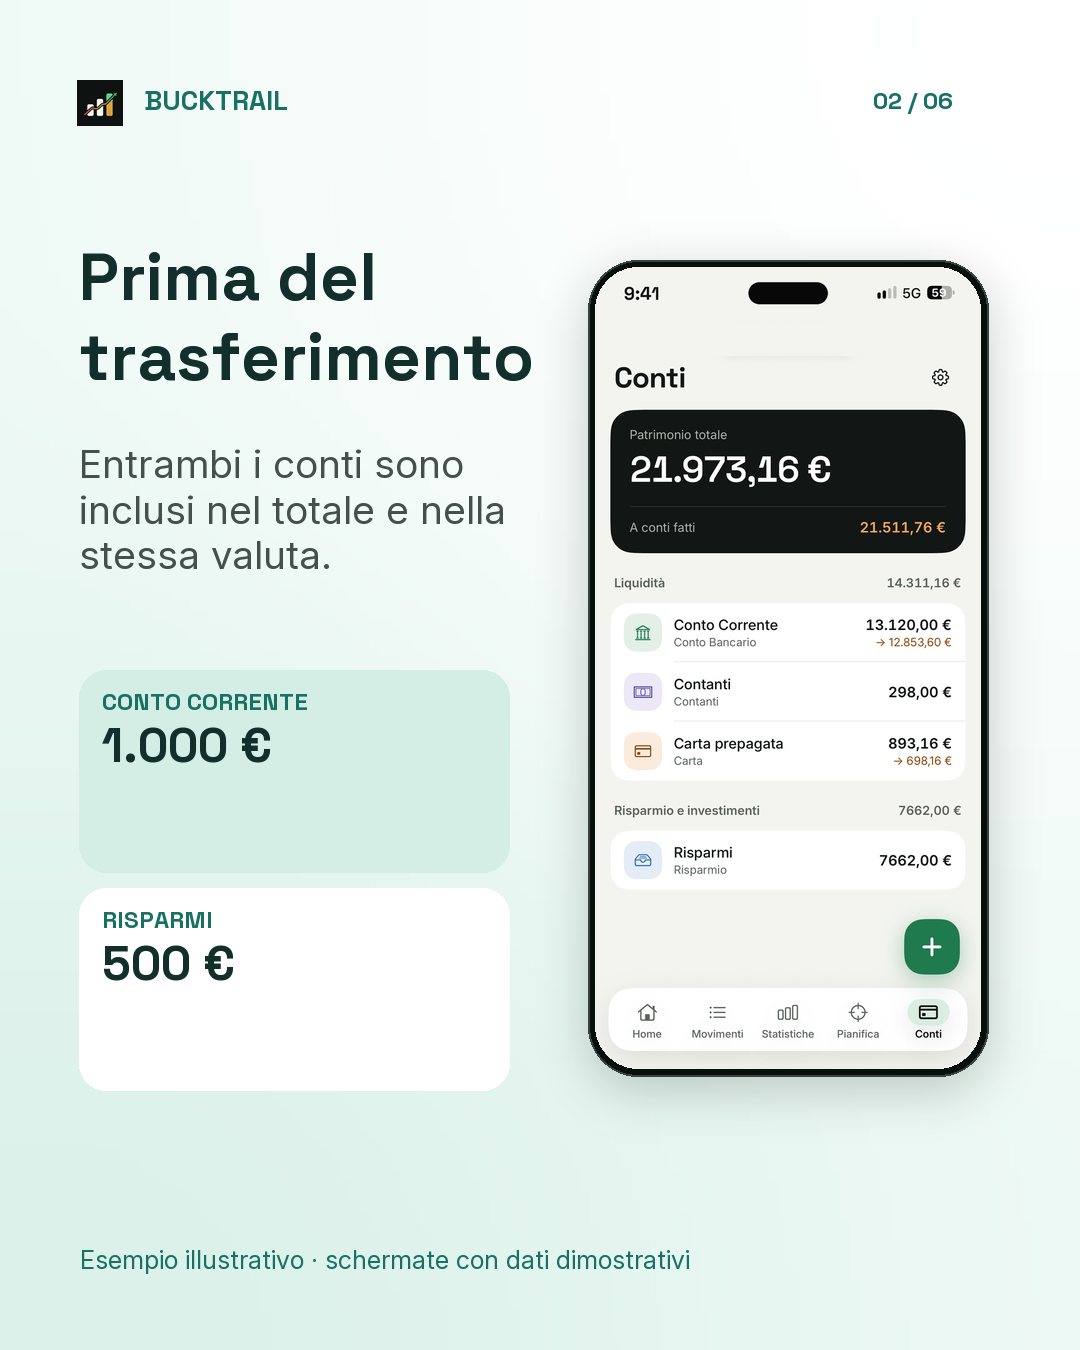 BUCKTRAIL
02 / 06
Prima del
trasferimento
Entrambi i conti sono
inclusi nel totale e nella
stessa valuta.
CONTO CORRENTE
1.000 €
RISPARMI
500 €
9:41
5G 59
Conti
Patrimonio totale
21.973,16 €
A conti fatti 21.511,76 €
Liquidità 14.311,16 €
Conto Corrente 13.120,00 €
Conto Bancario → 12.853,60 €
Contanti 298,00 €
Contanti
Carta prepagata 893,16 €
Carta → 698,16 €
Risparmio e investimenti 7662,00 €
Risparmi 7662,00 €
Risparmio
Home Movimenti Statistiche Pianifica Conti
Esempio illustrativo · schermate con dati dimostrativi